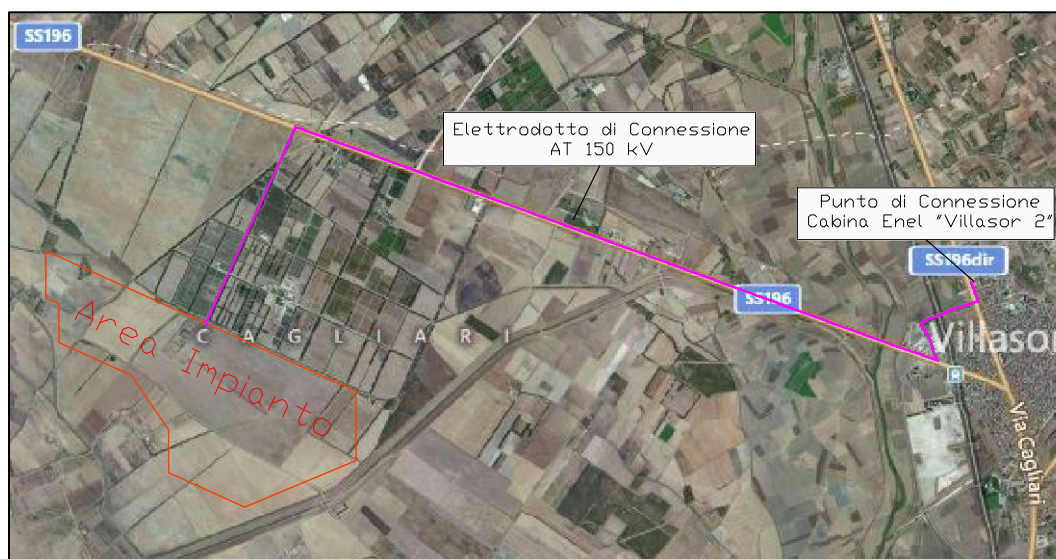 SS196
Elettrodotto di Connessione
AT 150 kV
Punto di Connessione
Cabina Enel "Villasor 2"
SS196dir
SS196
CAGLIARI
Area Impianto
Villasor
Via Cagliari